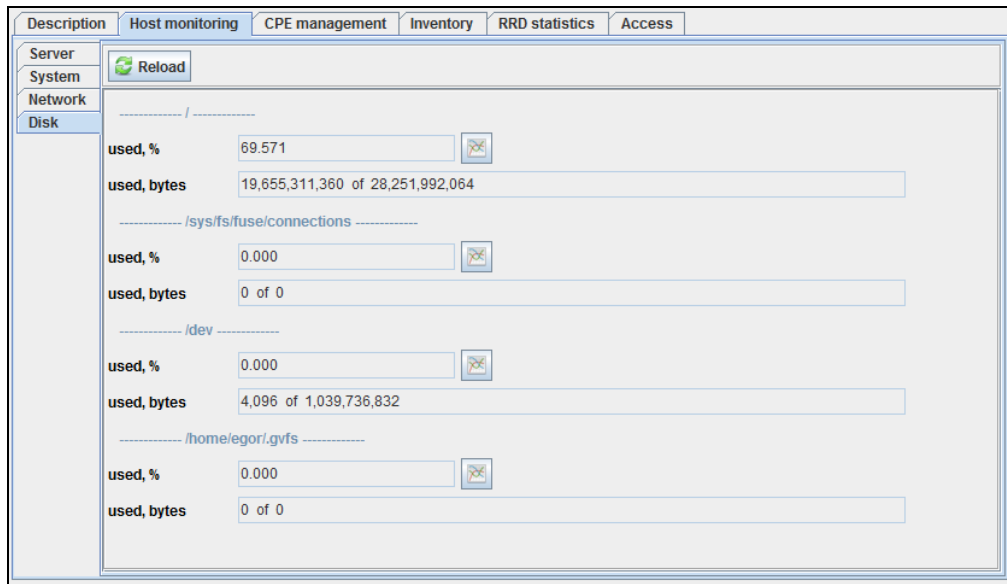 Description Host monitoring CPE management Inventory RRD statistics Access
Server
System
Network
Disk
Reload
------------- / -------------
used, % 69.571
used, bytes 19,655,311,360 of 28,251,992,064
------------- /sys/fs/fuse/connections -------------
used, % 0.000
used, bytes 0 of 0
------------- /dev -------------
used, % 0.000
used, bytes 4,096 of 1,039,736,832
------------- /home/egor/.gvfs -------------
used, % 0.000
used, bytes 0 of 0